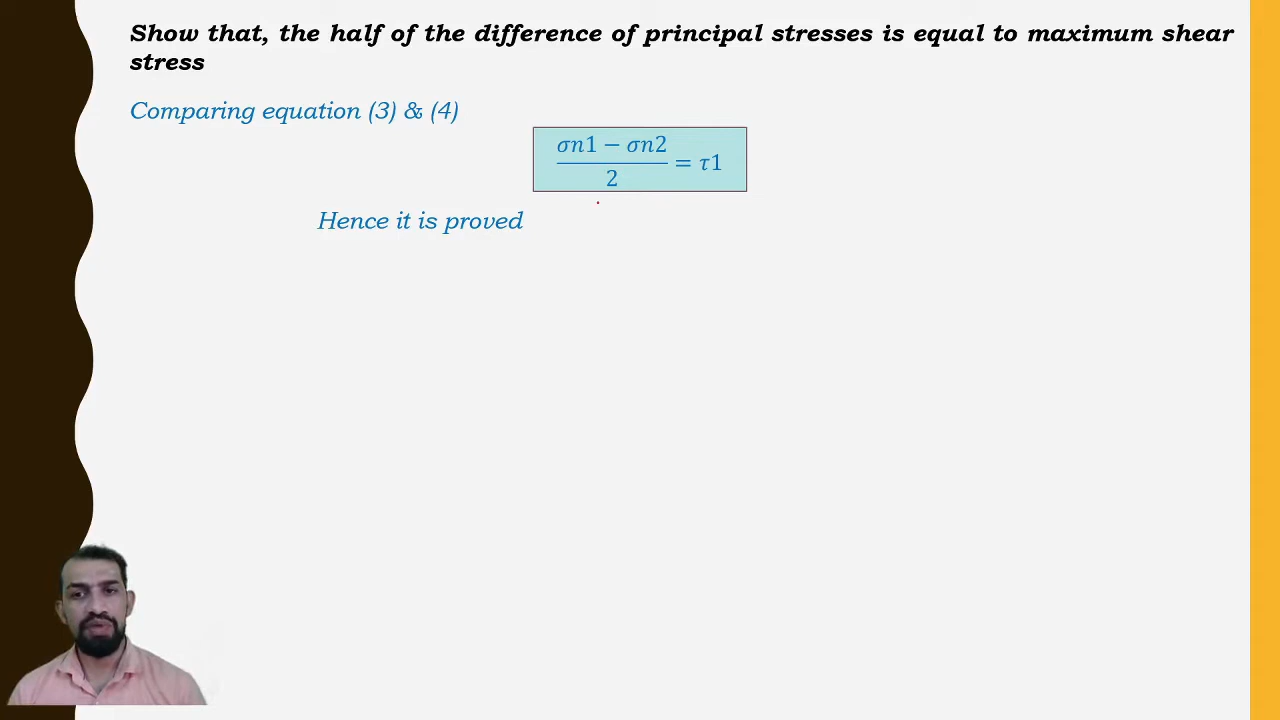 Show that, the half of the difference of principal stresses is equal to maximum shear
stress
Comparing equation (3) & (4)
σn1 − σn2
2
= τ1
Hence it is proved